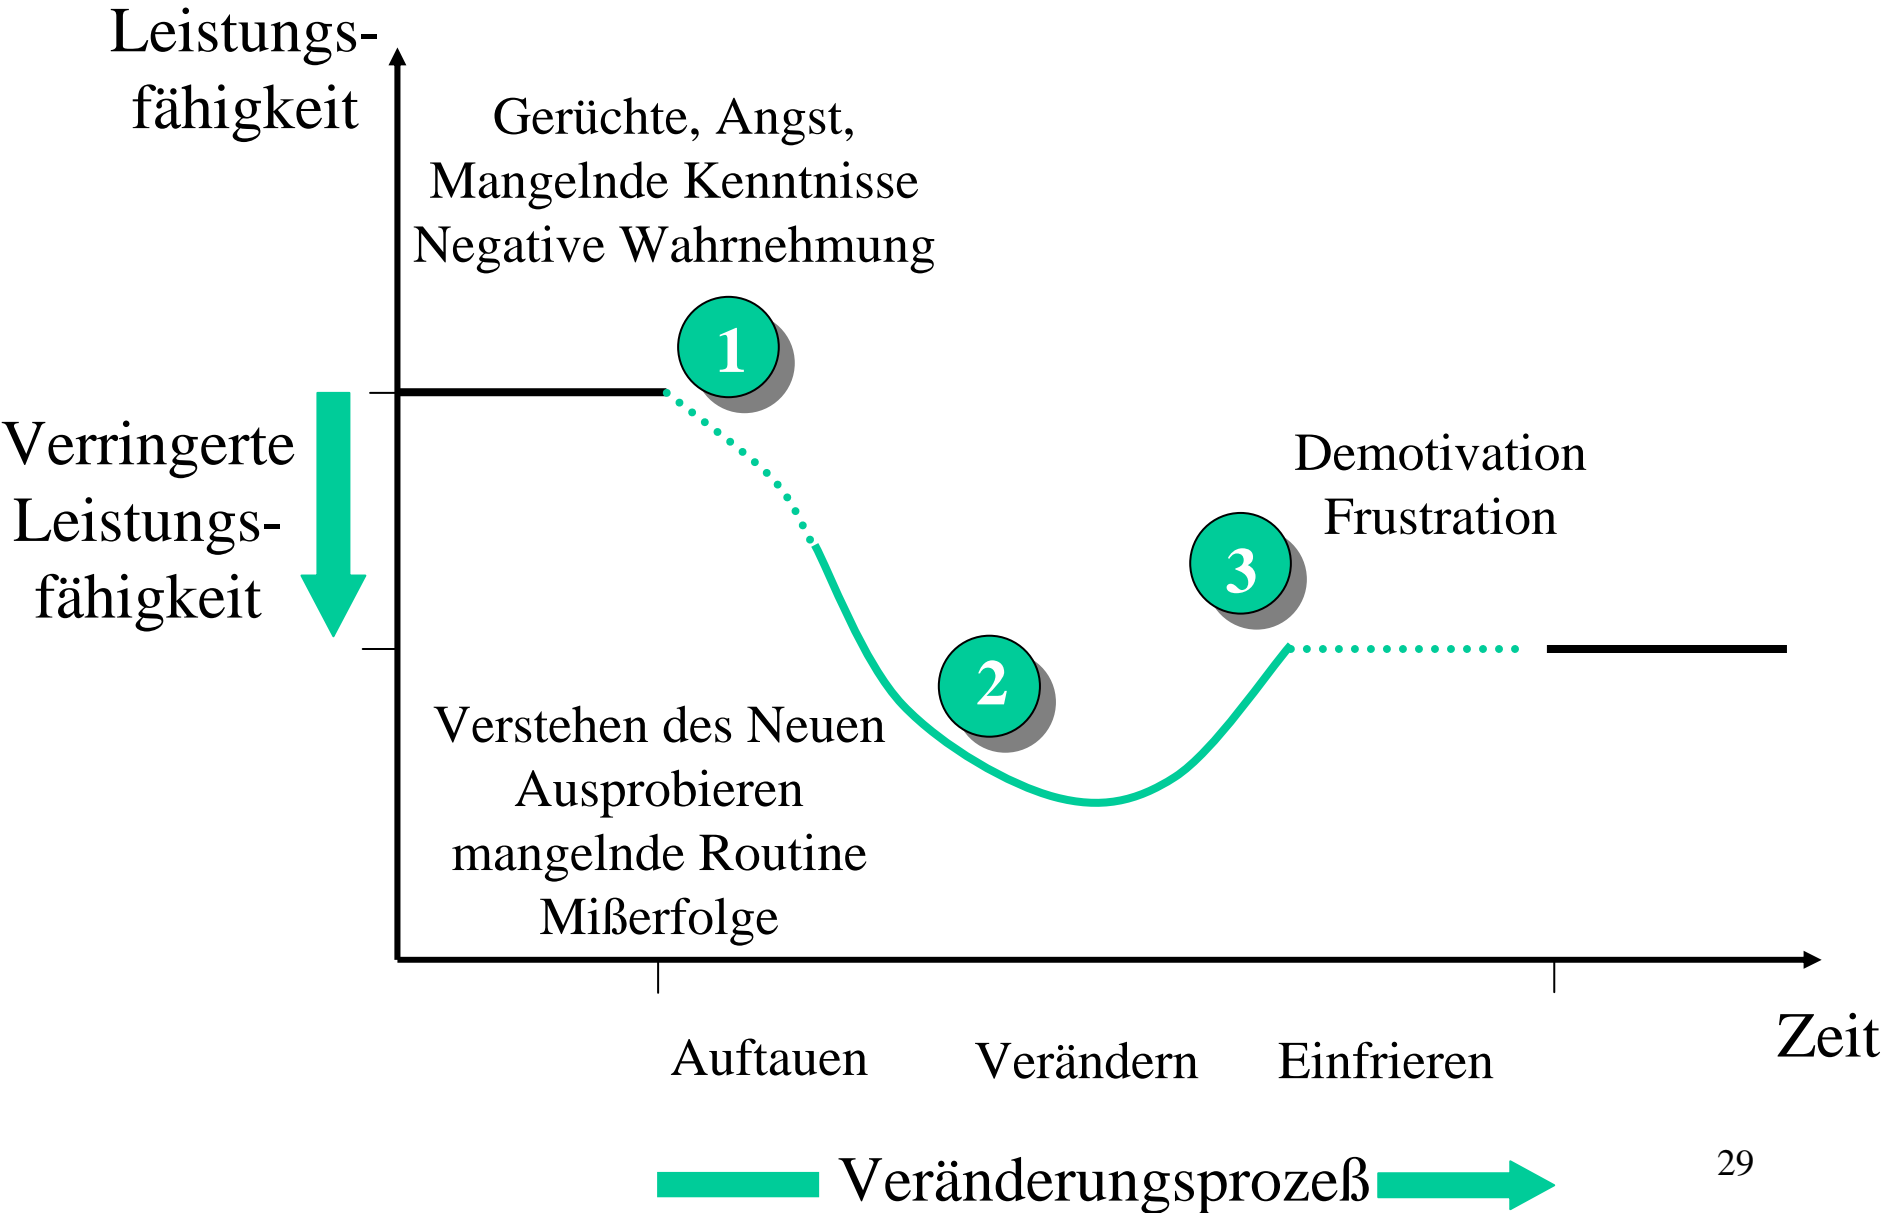 Leistungs-
fähigkeit
Gerüchte, Angst,
Mangelnde Kenntnisse
Negative Wahrnehmung
1
Verringerte
Leistungs-
fähigkeit
Demotivation
Frustration
3
2
Verstehen des Neuen
Ausprobieren
mangelnde Routine
Mißerfolge
Zeit
Auftauen
Verändern
Einfrieren
Veränderungsprozeß
29